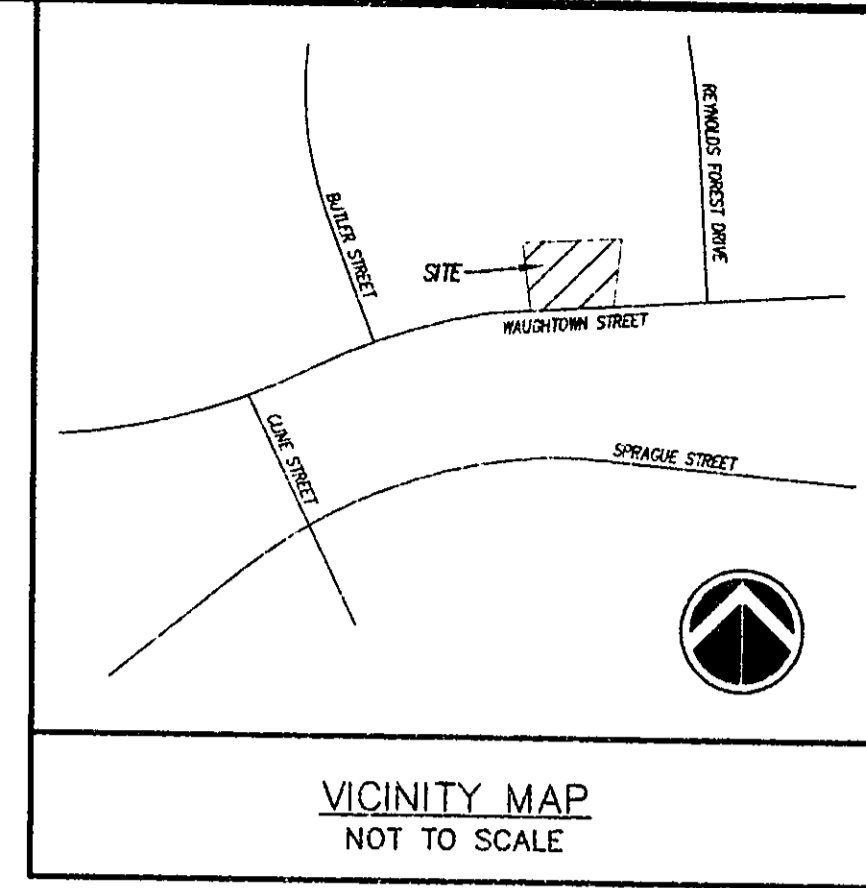 REYNOLDS FOREST DRIVE
BUTLER STREET
SITE
WAUGHTOWN STREET
CLINE STREET
SPRAGUE STREET
VICINITY MAP
NOT TO SCALE